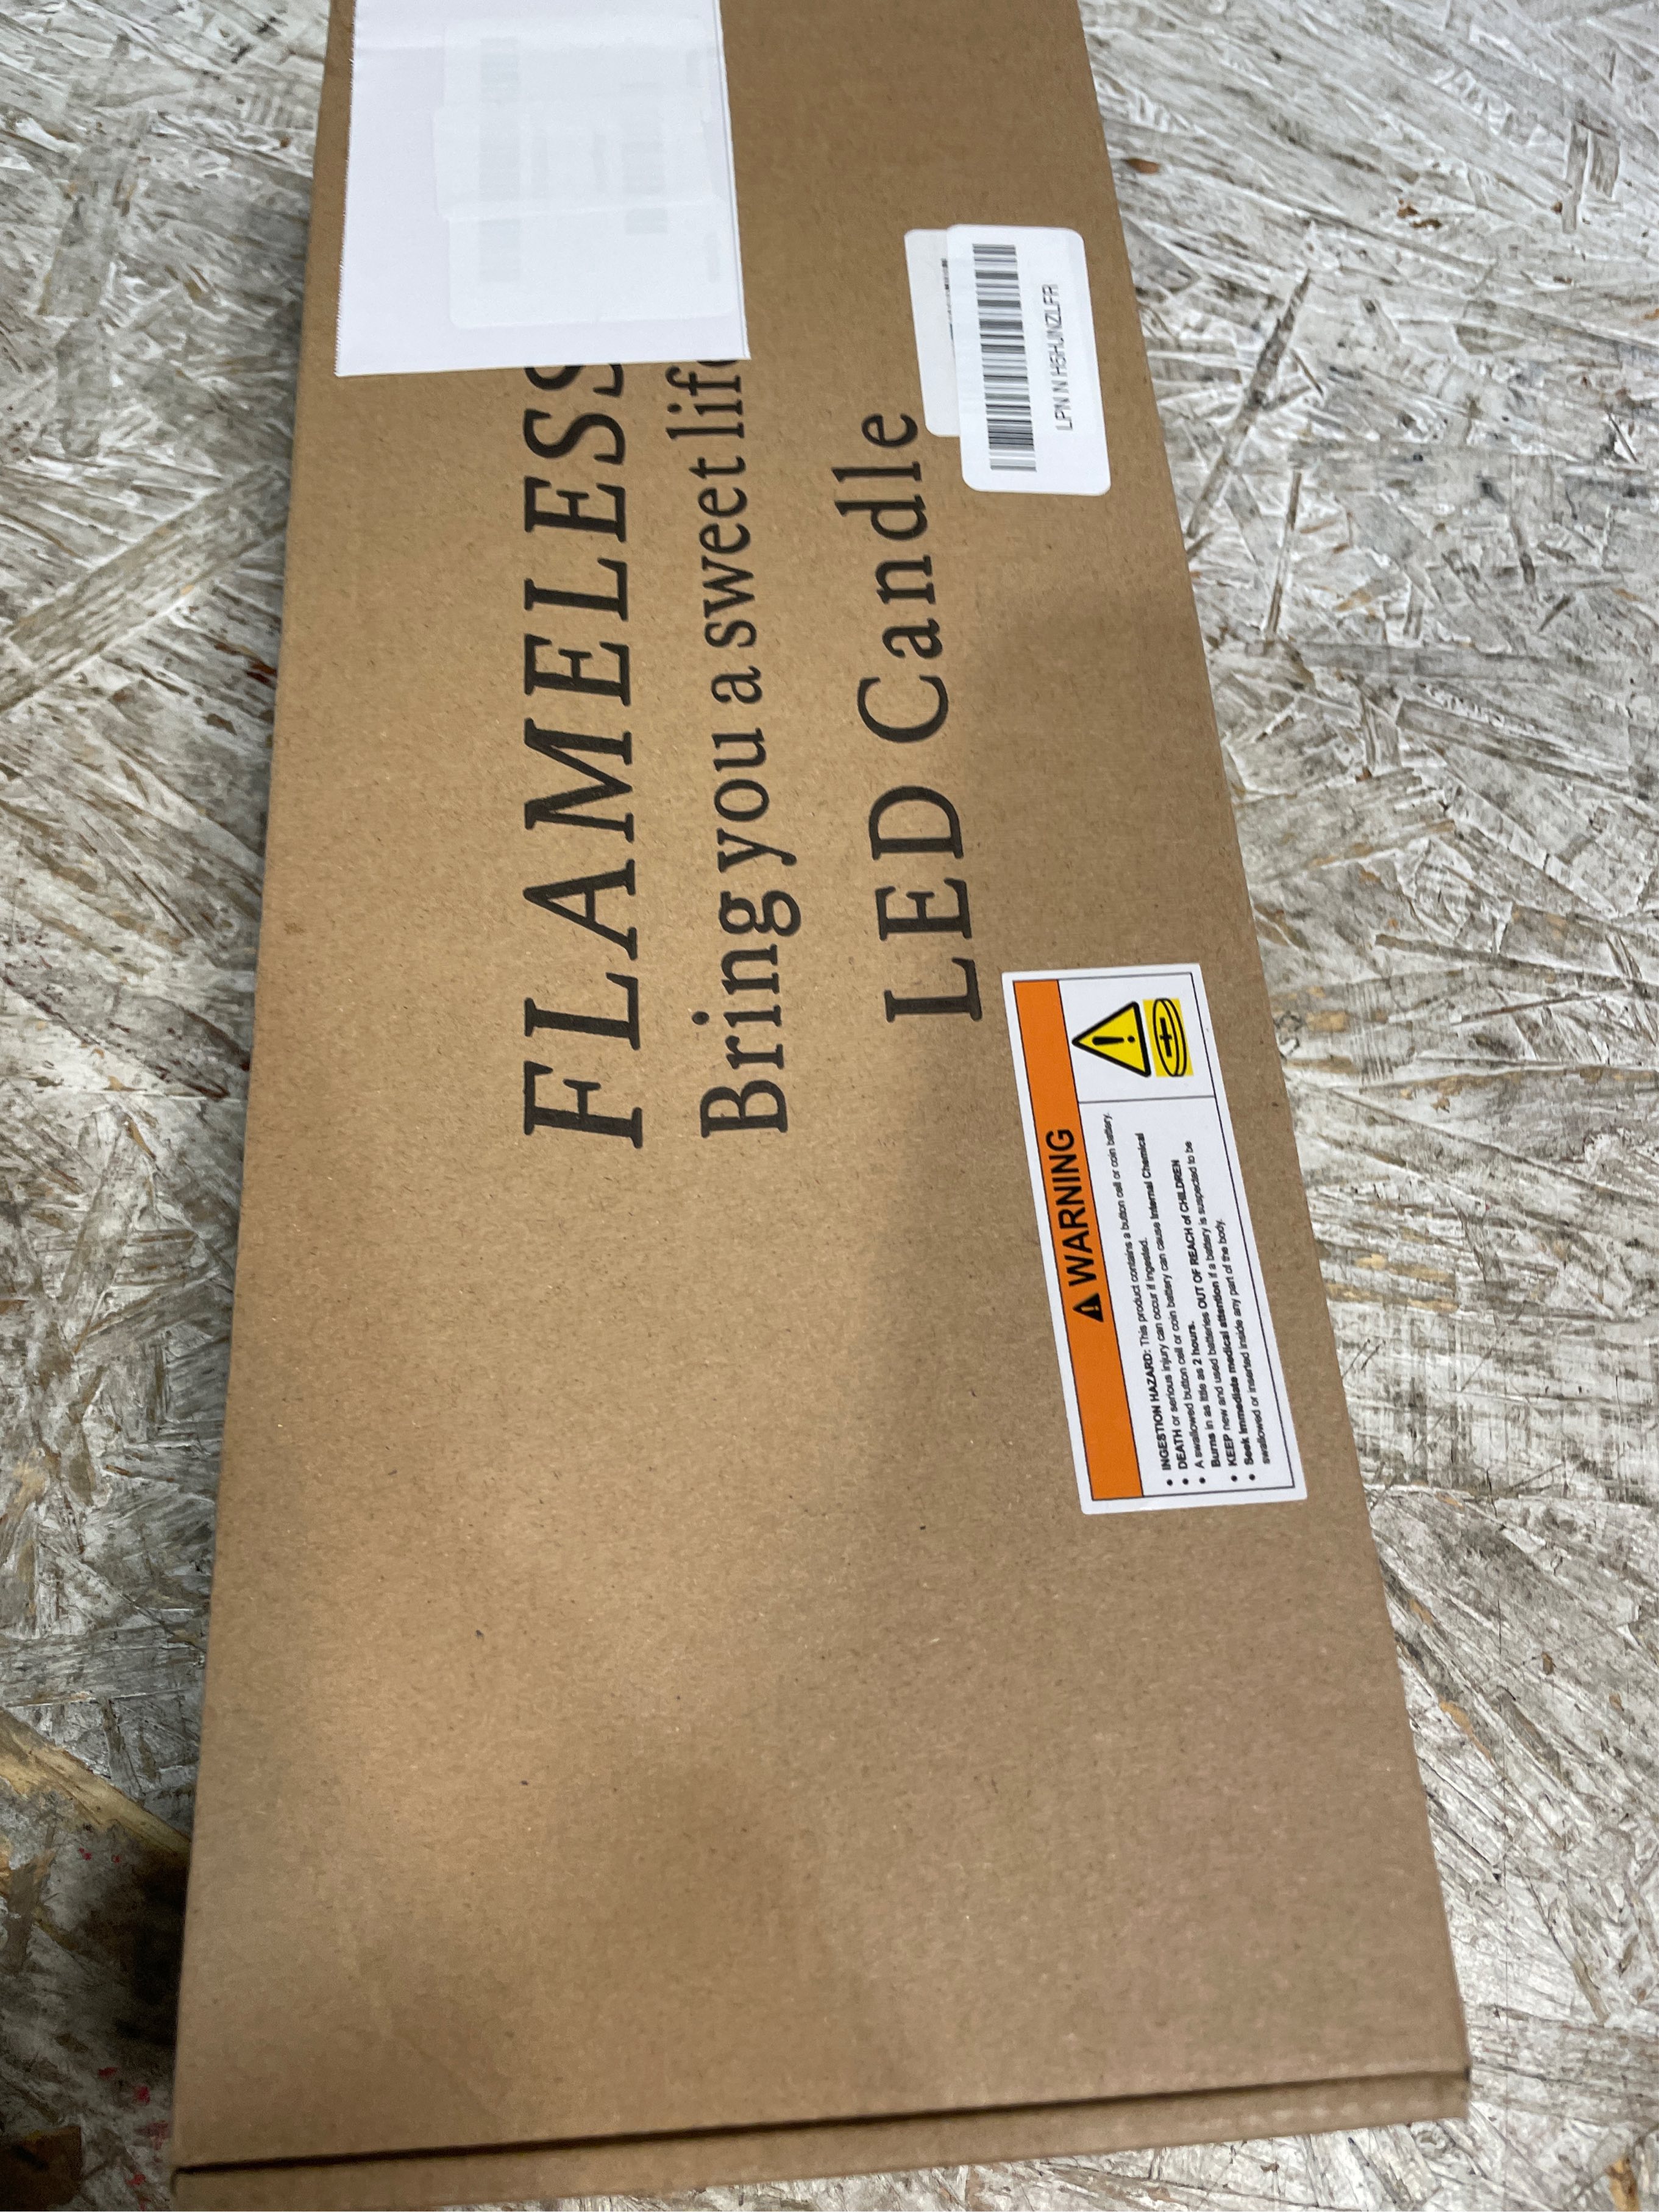 FLAMELESS
Bring you a sweet life
LED Candle
LPN N H5HJNZLFR
⚠ WARNING
• INGESTION HAZARD: This product contains a button cell or coin battery.
• DEATH or serious injury can occur if ingested.
• A swallowed button cell or coin battery can cause Internal Chemical
Burns in as little as 2 hours.
• KEEP new and used batteries OUT OF REACH of CHILDREN
• Seek immediate medical attention if a battery is suspected to be
swallowed or inserted inside any part of the body.